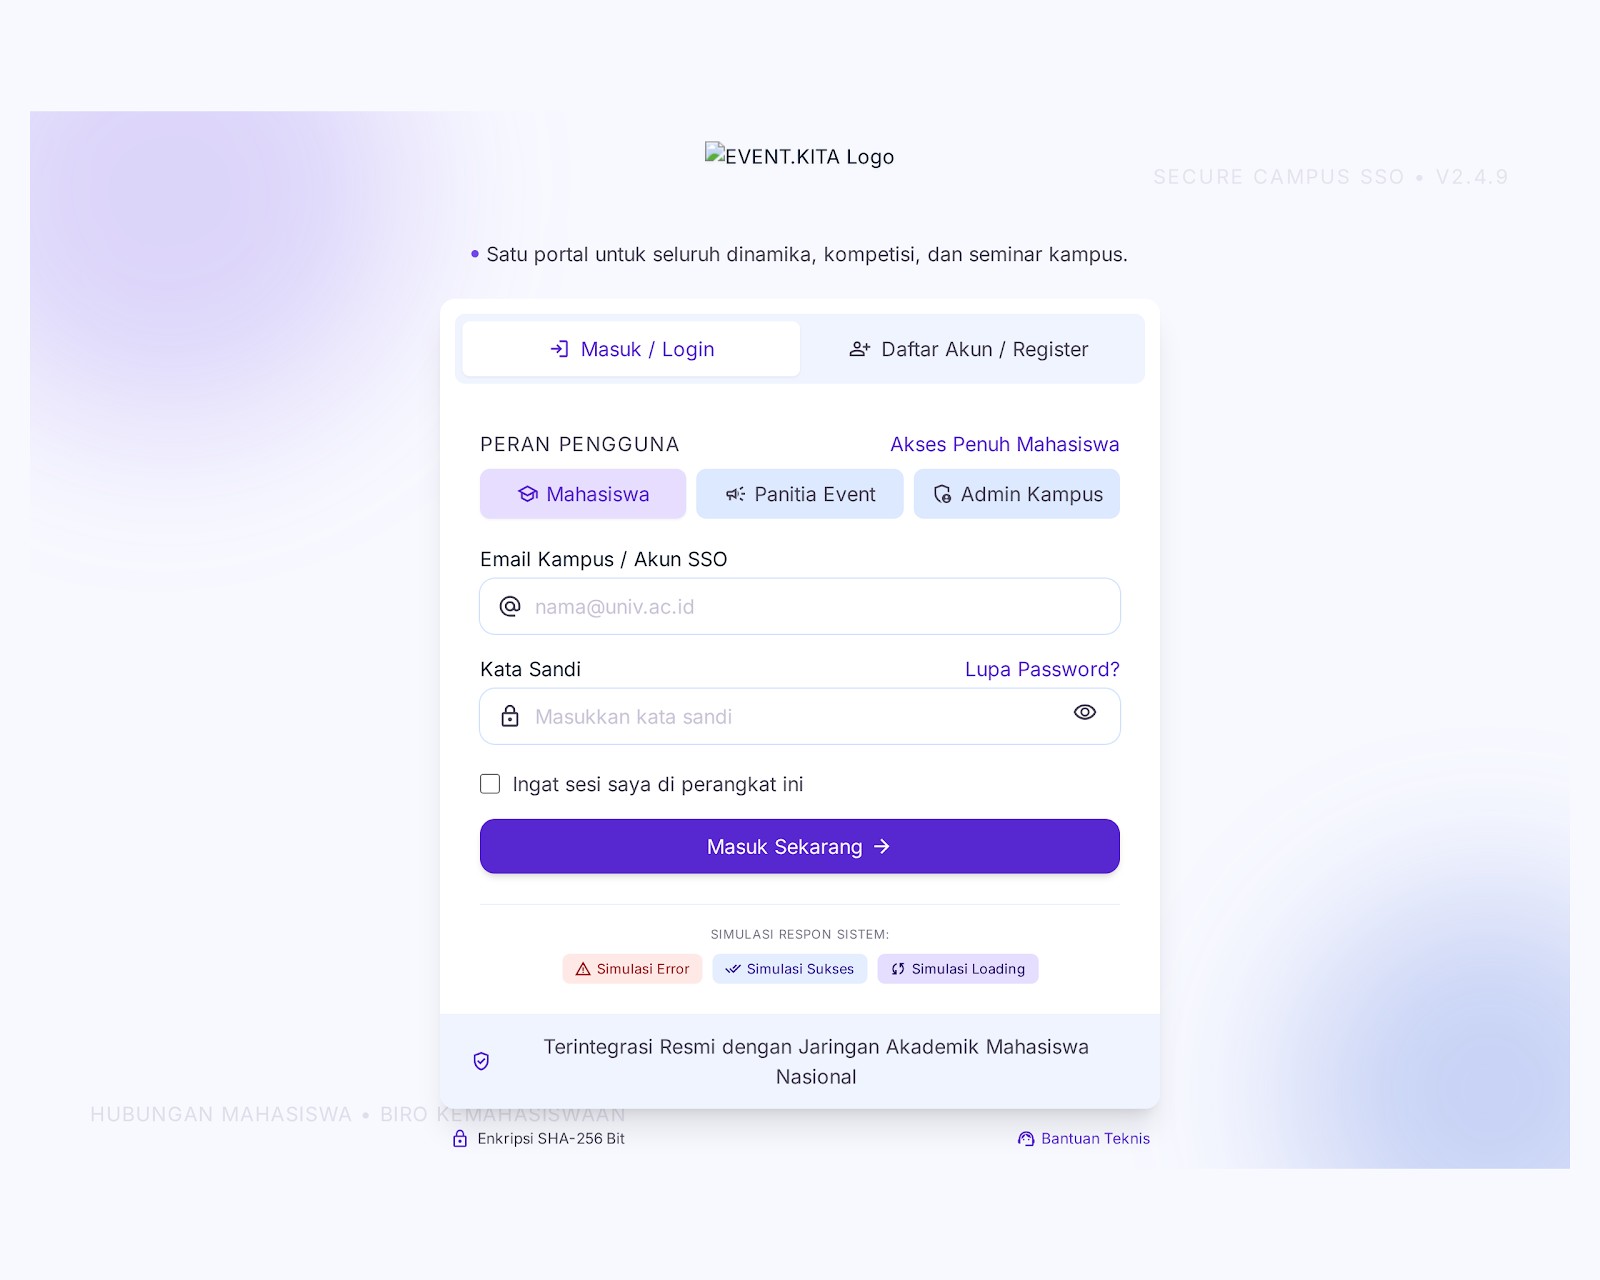 EVENT.KITA Logo
SECURE CAMPUS SSO • V2.4.9
• Satu portal untuk seluruh dinamika, kompetisi, dan seminar kampus.
Masuk / Login
Daftar Akun / Register
PERAN PENGGUNA
Akses Penuh Mahasiswa
Mahasiswa
Panitia Event
Admin Kampus
Email Kampus / Akun SSO
nama@univ.ac.id
Kata Sandi
Lupa Password?
Masukkan kata sandi
Ingat sesi saya di perangkat ini
Masuk Sekarang →
SIMULASI RESPON SISTEM:
Simulasi Error
Simulasi Sukses
Simulasi Loading
Terintegrasi Resmi dengan Jaringan Akademik Mahasiswa
Nasional
HUBUNGAN MAHASISWA • BIRO KEMAHASISWAAN
Enkripsi SHA-256 Bit
Bantuan Teknis